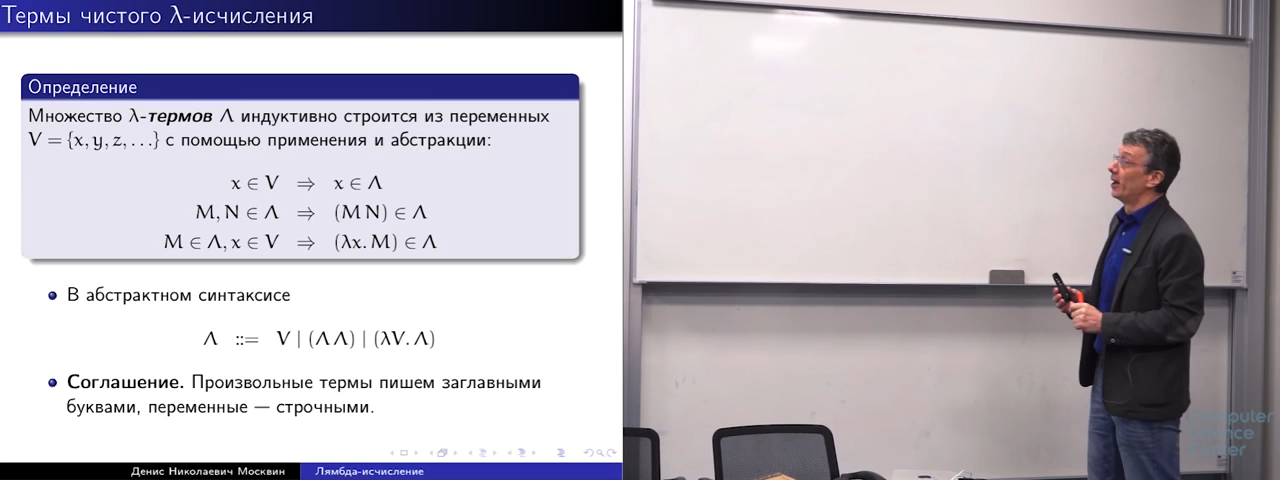 Термы чистого λ-исчисления
Определение
Множество λ-термов Λ индуктивно строится из переменных
V = {x, y, z, …} с помощью применения и абстракции:
x ∈ V ⇒ x ∈ Λ
M, N ∈ Λ ⇒ (M N) ∈ Λ
M ∈ Λ, x ∈ V ⇒ (λx. M) ∈ Λ
В абстрактном синтаксисе
Λ ::= V | (Λ Λ) | (λV. Λ)
Соглашение. Произвольные термы пишем заглавными
буквами, переменные — строчными.
Денис Николаевич Москвин
Лямбда-исчисление
Computer
Science
Center